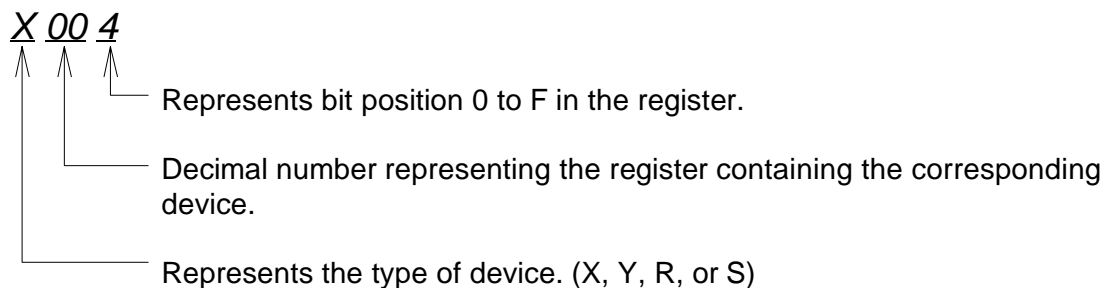 X 00 4
Represents bit position 0 to F in the register.
Decimal number representing the register containing the corresponding
device.
Represents the type of device. (X, Y, R, or S)